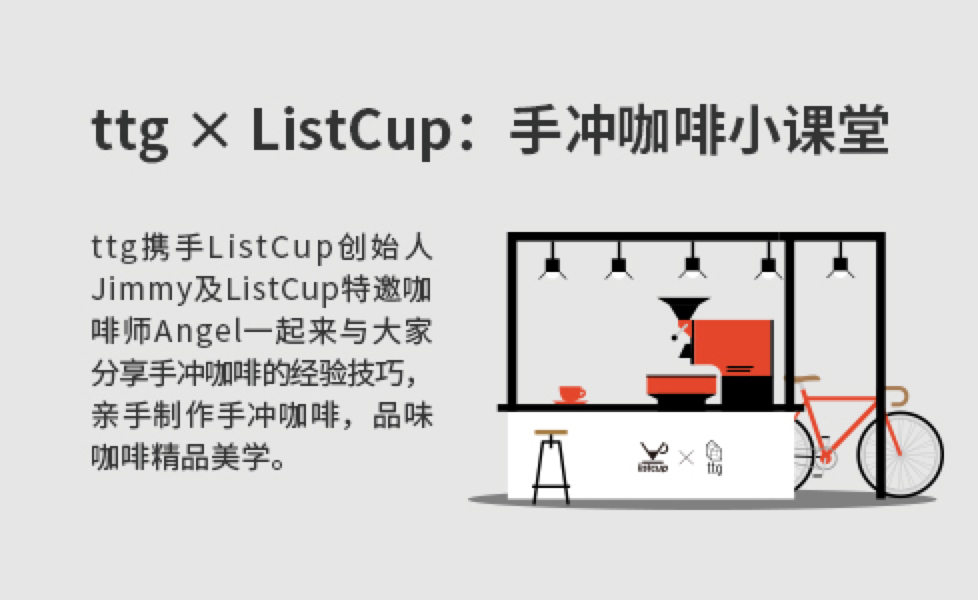 ttg × ListCup：手冲咖啡小课堂
ttg携手ListCup创始人
Jimmy及ListCup特邀咖
啡师Angel一起来与大家
分享手冲咖啡的经验技巧，
亲手制作手冲咖啡，品味
咖啡精品美学。
listcup × ttg